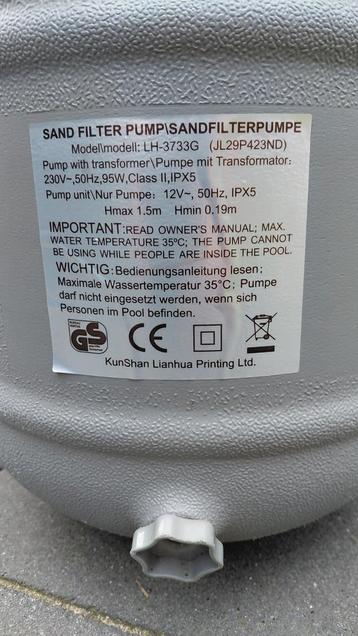 SAND FILTER PUMP\SANDFILTERPUMPE
Model\modell: LH-3733G (JL29P423ND)
Pump with transformer\Pumpe mit Transformator:
230V~,50Hz,95W,Class II,IPX5
Pump unit\Nur Pumpe: 12V~, 50Hz, IPX5
Hmax 1.5m Hmin 0.19m
IMPORTANT:READ OWNER'S MANUAL; MAX.
WATER TEMPERATURE 35ºC; THE PUMP CANNOT
BE USING WHILE PEOPLE ARE INSIDE THE POOL.
WICHTIG: Bedienungsanleitung lesen;
Maximale Wassertemperatur 35°C; Pumpe
darf nicht eingesetzt werden, wenn sich
Personen im Pool befinden.
GS CE
KunShan Lianhua Printing Ltd.